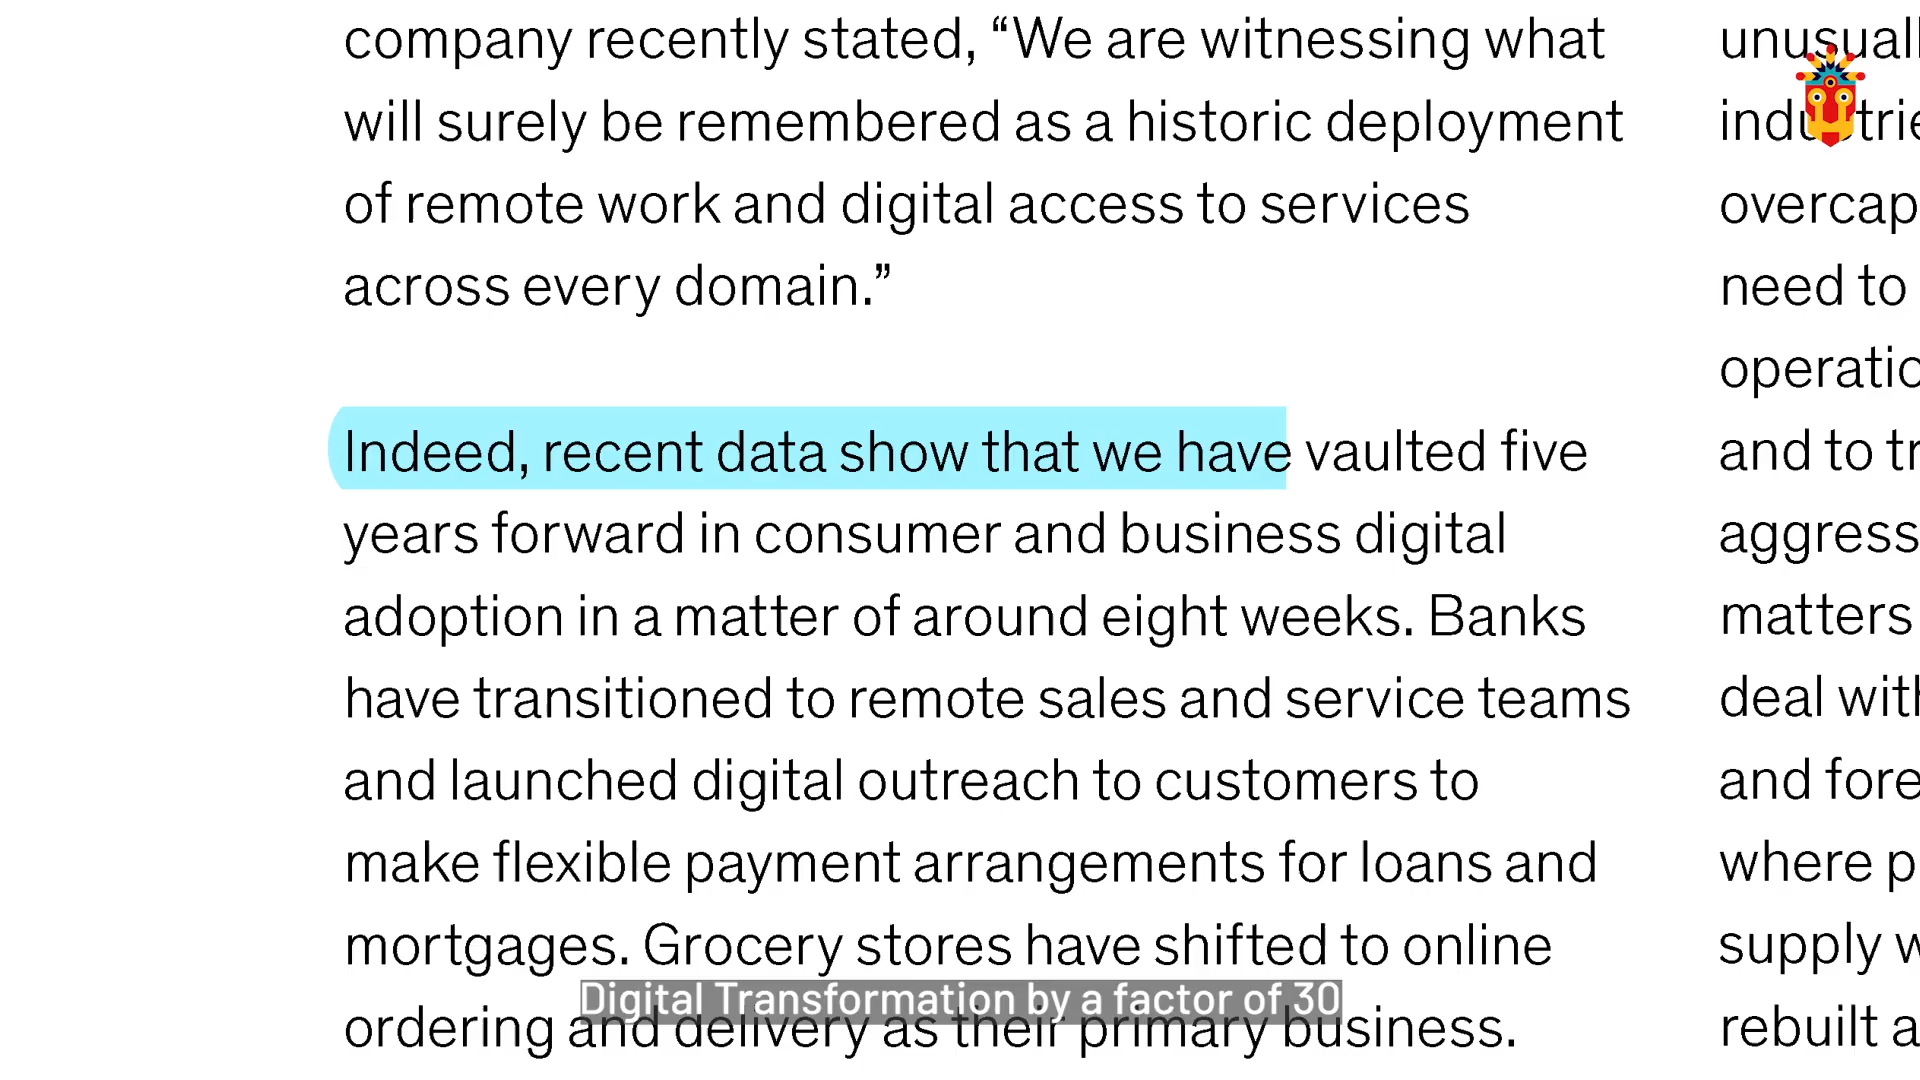 company recently stated, “We are witnessing what
will surely be remembered as a historic deployment
of remote work and digital access to services
across every domain.”
Indeed, recent data show that we have vaulted five
years forward in consumer and business digital
adoption in a matter of around eight weeks. Banks
have transitioned to remote sales and service teams
and launched digital outreach to customers to
make flexible payment arrangements for loans and
mortgages. Grocery stores have shifted to online
ordering and delivery as their primary business.
need to
and to
matters
deal
and
where
supply
rebuilt
Digital Transformation by a factor of 30